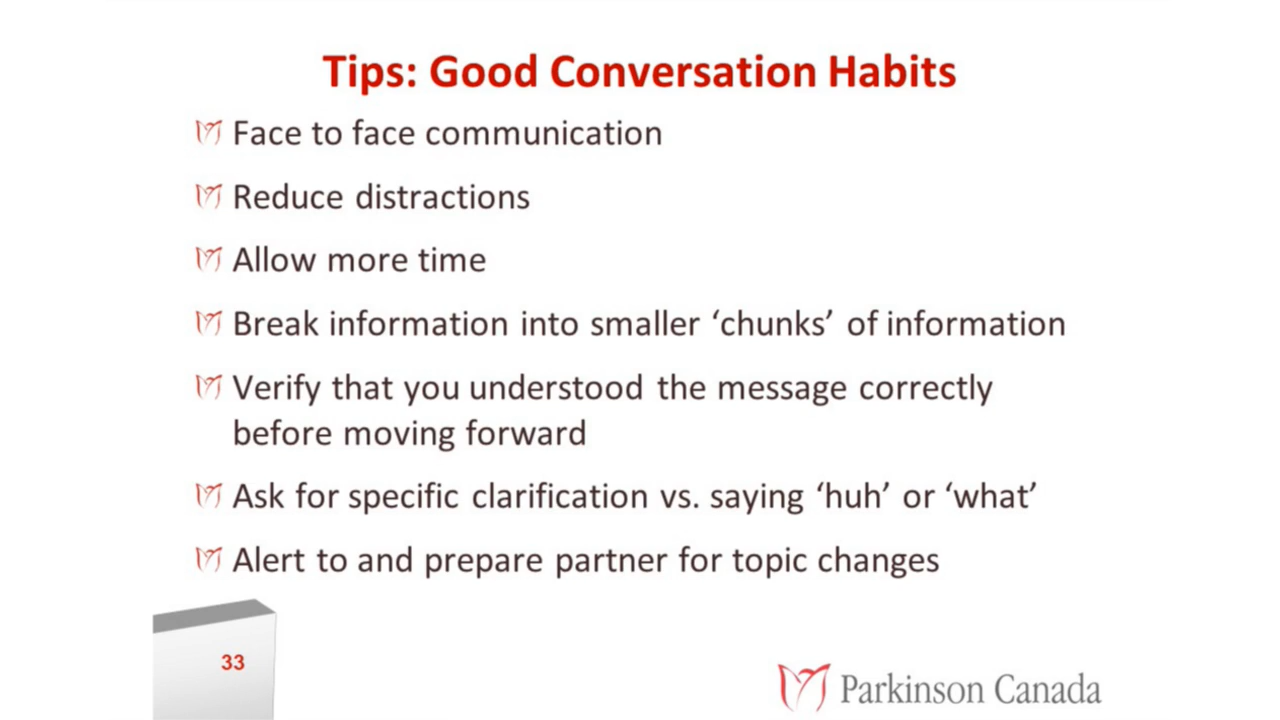 Tips: Good Conversation Habits
Face to face communication
Reduce distractions
Allow more time
Break information into smaller ‘chunks’ of information
Verify that you understood the message correctly
before moving forward
Ask for specific clarification vs. saying ‘huh’ or ‘what’
Alert to and prepare partner for topic changes
33
Parkinson Canada